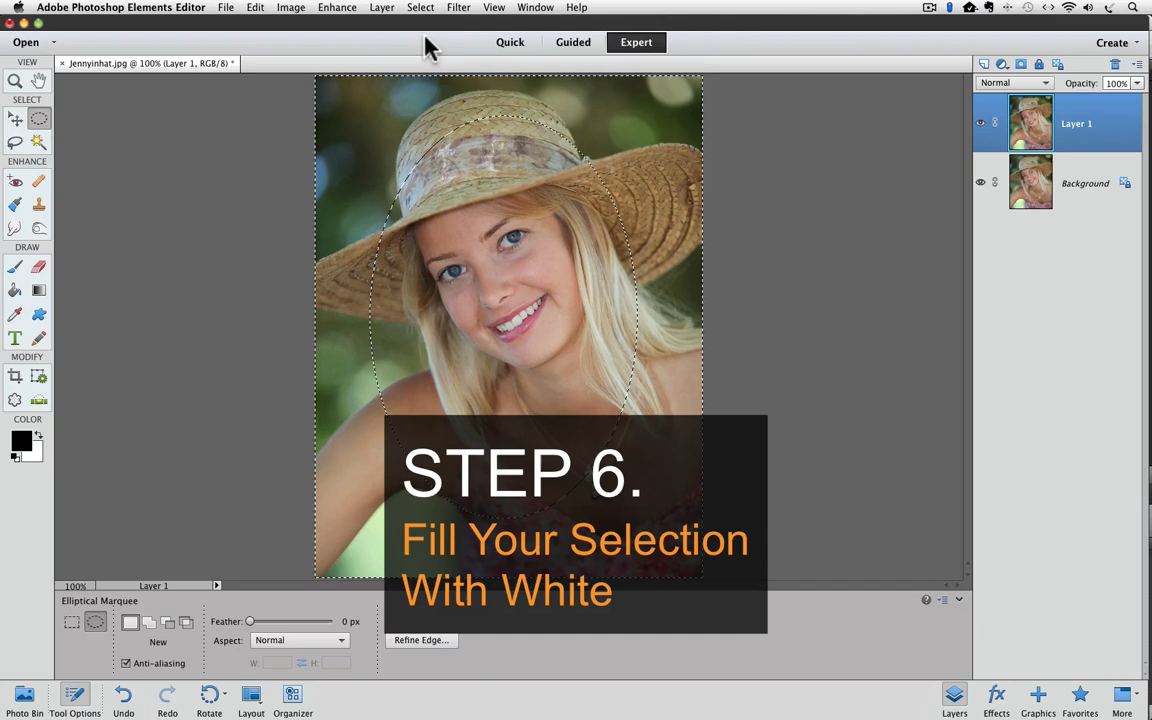 Adobe Photoshop Elements Editor File Edit Image Enhance Layer Select Filter View Window Help
Open Quick Guided Expert Create
VIEW × Jennyinhat.jpg @ 100% (Layer 1, RGB/8) *
SELECT
Normal Opacity: 100%
Layer 1
ENHANCE
Background
DRAW
T
MODIFY
COLOR
STEP 6.
Fill Your Selection
With White
100% Layer 1
Elliptical Marquee
Feather: 0 px
New Aspect: Normal Refine Edge...
Anti-aliasing W: H:
Photo Bin Tool Options Undo Redo Rotate Layout Organizer fx Layers Effects Graphics Favorites More